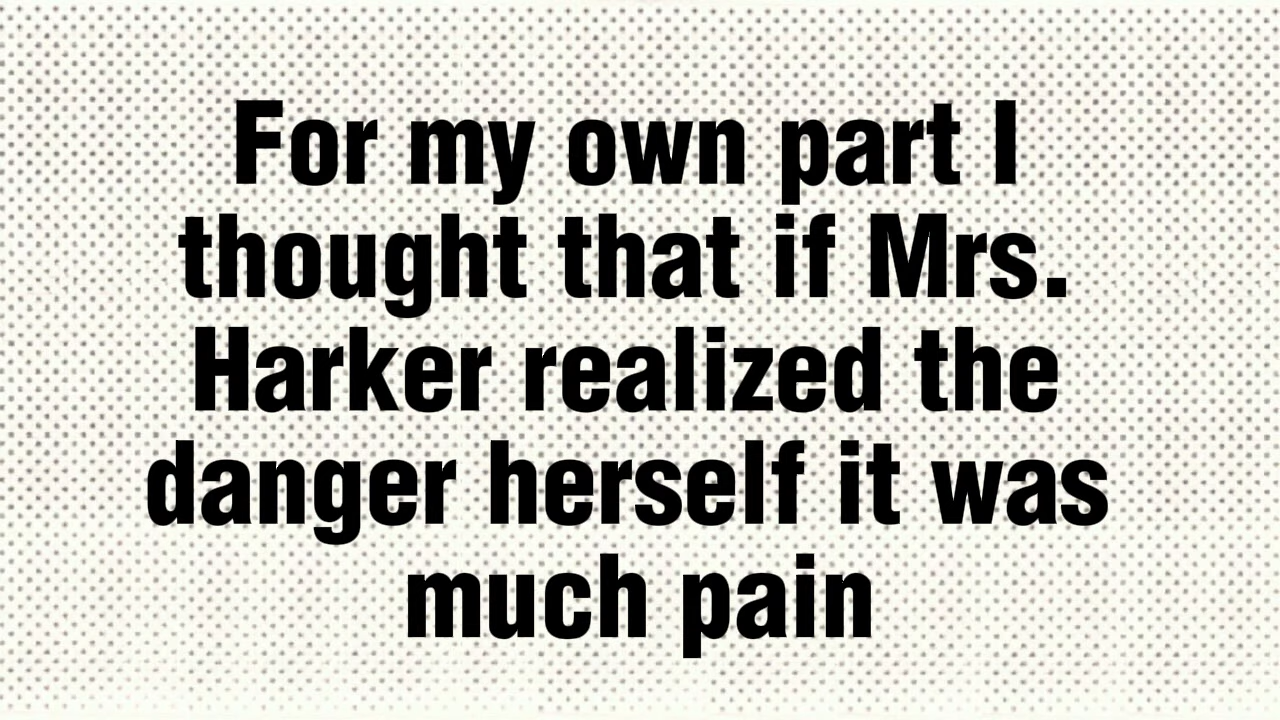 For my own part I
thought that if Mrs.
Harker realized the
danger herself it was
much pain